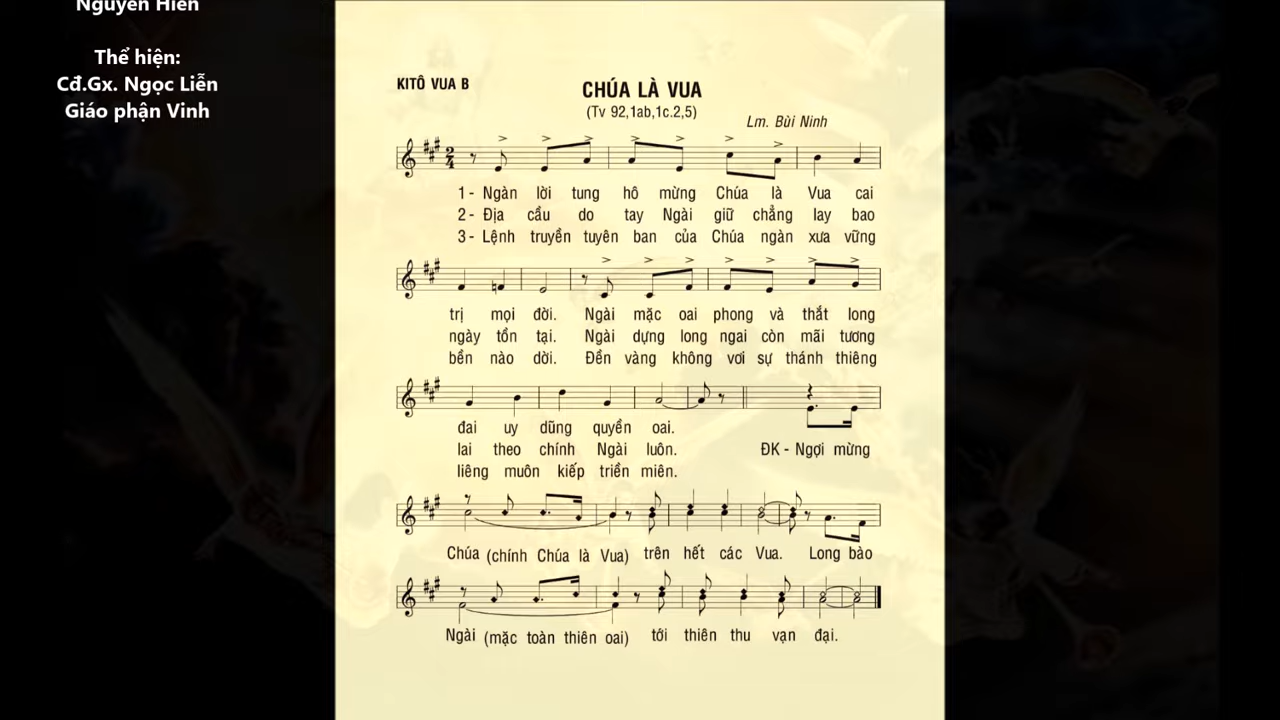 Nguyễn Hiền
Thể hiện:
Cđ.Gx. Ngọc Liễn
Giáo phận Vinh
KITÔ VUA B
CHÚA LÀ VUA
(Tv 92,1ab,1c.2,5)
Lm. Bùi Ninh
1- Ngàn lời tung hô mừng Chúa là Vua cai
2- Địa cầu do tay Ngài giữ chẳng lay bao
3- Lệnh truyền tuyên ban của Chúa ngàn xưa vững
trị mọi đời. Ngài mặc oai phong và thắt long
ngày tồn tại. Ngài dựng long ngai còn mãi tương
bền nào dời. Đền vàng không vơi sự thánh thiêng
đai uy dũng quyền oai.
lai theo chính Ngài luôn. ĐK - Ngợi mừng
liêng muôn kiếp triền miên.
Chúa (chính Chúa là Vua) trên hết các Vua. Long bào
Ngài (mặc toàn thiên oai) tới thiên thu vạn đại.